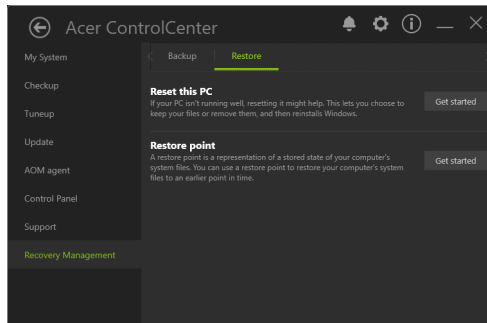 Acer ControlCenter
My System
Checkup
Tuneup
Update
AOM agent
Control Panel
Support
Recovery Management
Backup
Restore
Reset this PC
If your PC isn't running well, resetting it might help. This lets you choose to
keep your files or remove them, and then reinstalls Windows.
Get started
Restore point
A restore point is a representation of a stored state of your computer's
system files. You can use a restore point to restore your computer's system
files to an earlier point in time.
Get started